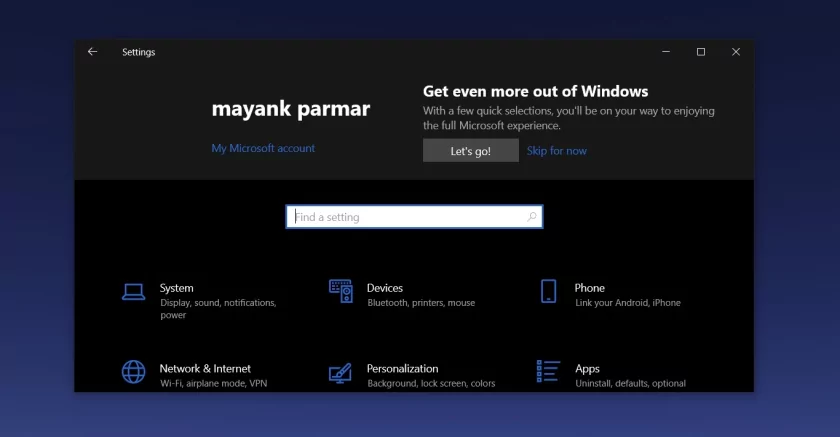 Settings
mayank parmar
My Microsoft account
Get even more out of Windows
With a few quick selections, you'll be on your way to enjoying
the full Microsoft experience.
Let's go!
Skip for now
Find a setting
System
Display, sound, notifications,
power
Devices
Bluetooth, printers, mouse
Phone
Link your Android, iPhone
Network & Internet
Wi-Fi, airplane mode, VPN
Personalization
Background, lock screen, colors
Apps
Uninstall, defaults, optional